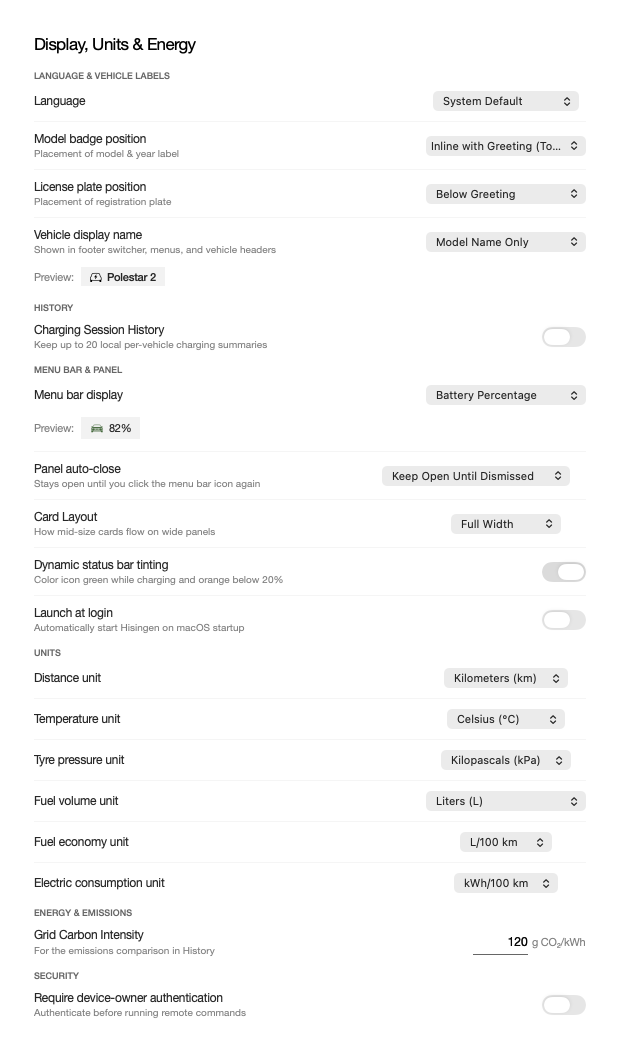 Display, Units & Energy
LANGUAGE & VEHICLE LABELS
Language
System Default
Model badge position
Inline with Greeting (To...
Placement of model & year label
License plate position
Below Greeting
Placement of registration plate
Vehicle display name
Model Name Only
Shown in footer switcher, menus, and vehicle headers
Preview: Polestar 2
HISTORY
Charging Session History
Keep up to 20 local per-vehicle charging summaries
MENU BAR & PANEL
Menu bar display
Battery Percentage
Preview: 82%
Panel auto-close
Keep Open Until Dismissed
Stays open until you click the menu bar icon again
Card Layout
Full Width
How mid-size cards flow on wide panels
Dynamic status bar tinting
Color icon green while charging and orange below 20%
Launch at login
Automatically start Hisingen on macOS startup
UNITS
Distance unit
Kilometers (km)
Temperature unit
Celsius (°C)
Tyre pressure unit
Kilopascals (kPa)
Fuel volume unit
Liters (L)
Fuel economy unit
L/100 km
Electric consumption unit
kWh/100 km
ENERGY & EMISSIONS
Grid Carbon Intensity
120 g CO₂/kWh
For the emissions comparison in History
SECURITY
Require device-owner authentication
Authenticate before running remote commands